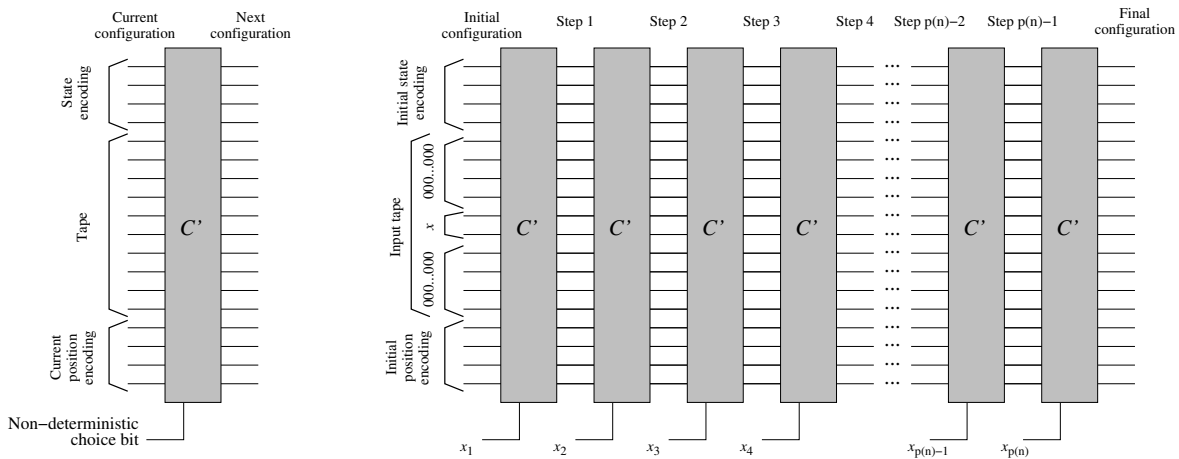 Current
configuration
Next
configuration
State
encoding
Tape
Current
position
encoding
C’
Non−deterministic
choice bit
Initial
configuration
Step 1
Step 2
Step 3
Step 4
Step p(n)−2
Step p(n)−1
Final
configuration
Initial state
encoding
Input tape
000...000
x
000...000
Initial
position
encoding
C’
C’
C’
C’
...
C’
C’
x1
x2
x3
x4
xp(n)−1
xp(n)